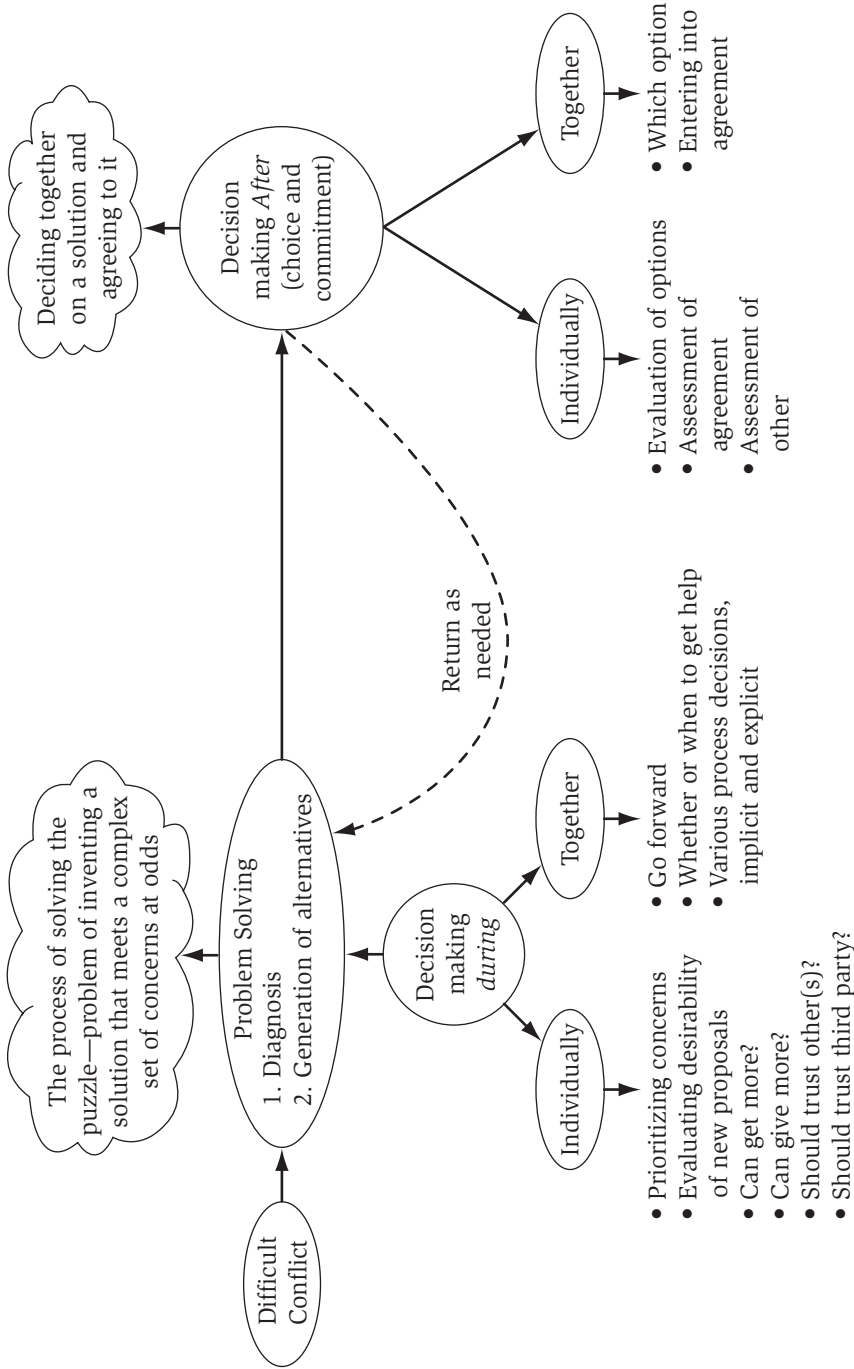 The process of solving the
puzzle—problem of inventing a
solution that meets a complex
set of concerns at odds
Deciding together
on a solution and
agreeing to it
Difficult
Conflict
Problem Solving
1. Diagnosis
2. Generation of alternatives
Decision
making After
(choice and
commitment)
Return as
needed
Decision
making
during
Individually
• Prioritizing concerns
• Evaluating desirability
of new proposals
• Can get more?
• Can give more?
• Should trust other(s)?
• Should trust third party?
Together
• Go forward
• Whether or when to get help
• Various process decisions,
implicit and explicit
Individually
• Evaluation of options
• Assessment of
agreement
• Assessment of
other
Together
• Which option
• Entering into
agreement